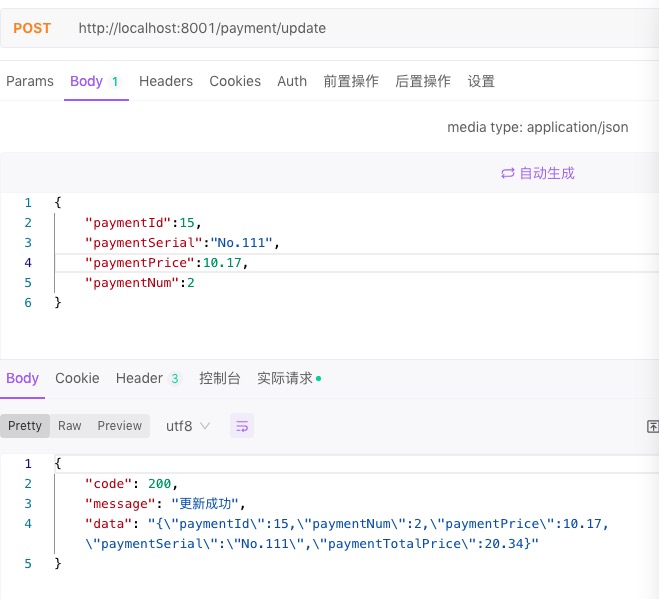 POST http://localhost:8001/payment/update
Params Body 1 Headers Cookies Auth 前置操作 后置操作 设置
media type: application/json
自动生成
1 {
2 "paymentId":15,
3 "paymentSerial":"No.111",
4 "paymentPrice":10.17,
5 "paymentNum":2
6 }
Body Cookie Header 3 控制台 实际请求
Pretty Raw Preview utf8
1 {
2 "code": 200,
3 "message": "更新成功",
4 "data": "{\"paymentId\":15,\"paymentNum\":2,\"paymentPrice\":10.17,
\"paymentSerial\":\"No.111\",\"paymentTotalPrice\":20.34}"
5 }